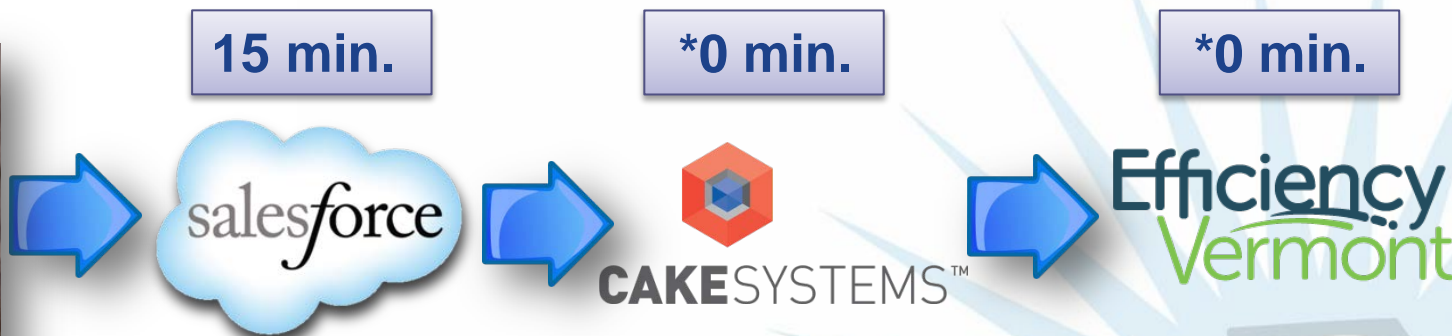 15 min.
*0 min.
*0 min.
salesforce
CAKESYSTEMS™
Efficiency
Vermont